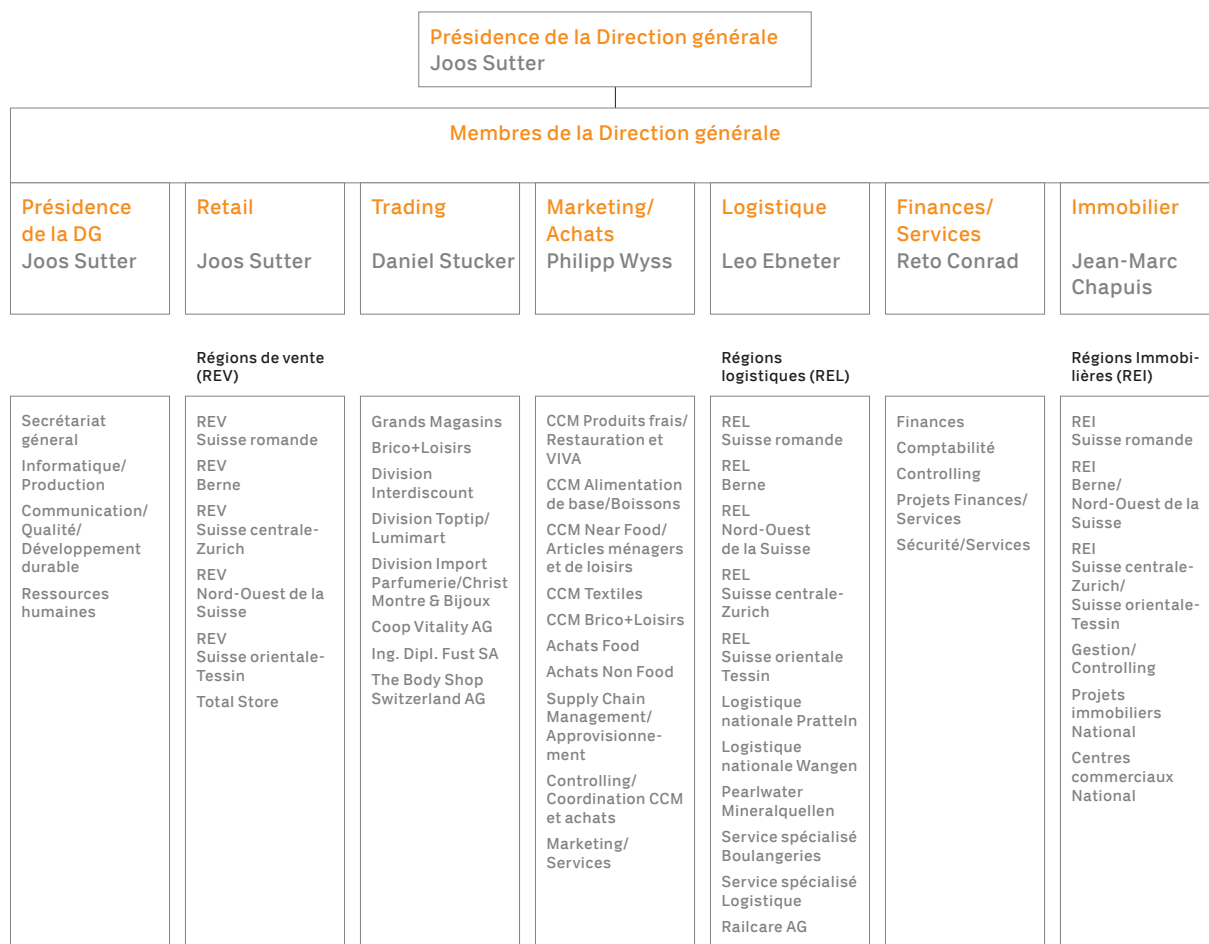 Présidence de la Direction générale
Joos Sutter
Membres de la Direction générale
Présidence
de la DG
Joos Sutter
Retail
Joos Sutter
Trading
Daniel Stucker
Marketing/
Achats
Philipp Wyss
Logistique
Leo Ebneter
Finances/
Services
Reto Conrad
Immobilier
Jean-Marc
Chapuis
Régions de vente
(REV)
Régions
logistiques (REL)
Régions Immobi-
lières (REI)
Secrétariat
géneral
Informatique/
Production
Communication/
Qualité/
Développement
durable
Ressources
humaines
REV
Suisse romande
REV
Berne
REV
Suisse centrale-
Zurich
REV
Nord-Ouest de la
Suisse
REV
Suisse orientale-
Tessin
Total Store
Grands Magasins
Brico+Loisirs
Division
Interdiscount
Division Toptip/
Lumimart
Division Import
Parfumerie/Christ
Montre & Bijoux
Coop Vitality AG
Ing. Dipl. Fust SA
The Body Shop
Switzerland AG
CCM Produits frais/
Restauration et
VIVA
CCM Alimentation
de base/Boissons
CCM Near Food/
Articles ménagers
et de loisirs
CCM Textiles
CCM Brico+Loisirs
Achats Food
Achats Non Food
Supply Chain
Management/
Approvisionne-
ment
Controlling/
Coordination CCM
et achats
Marketing/
Services
REL
Suisse romande
REL
Berne
REL
Nord-Ouest
de la Suisse
REL
Suisse centrale-
Zurich
REL
Suisse orientale
Tessin
Logistique
nationale Pratteln
Logistique
nationale Wangen
Pearlwater
Mineralquellen
Service spécialisé
Boulangeries
Service spécialisé
Logistique
Railcare AG
Finances
Comptabilité
Controlling
Projets Finances/
Services
Sécurité/Services
REI
Suisse romande
REI
Berne/
Nord-Ouest de la
Suisse
REI
Suisse centrale-
Zurich/
Suisse orientale-
Tessin
Gestion/
Controlling
Projets
immobiliers
National
Centres
commerciaux
National